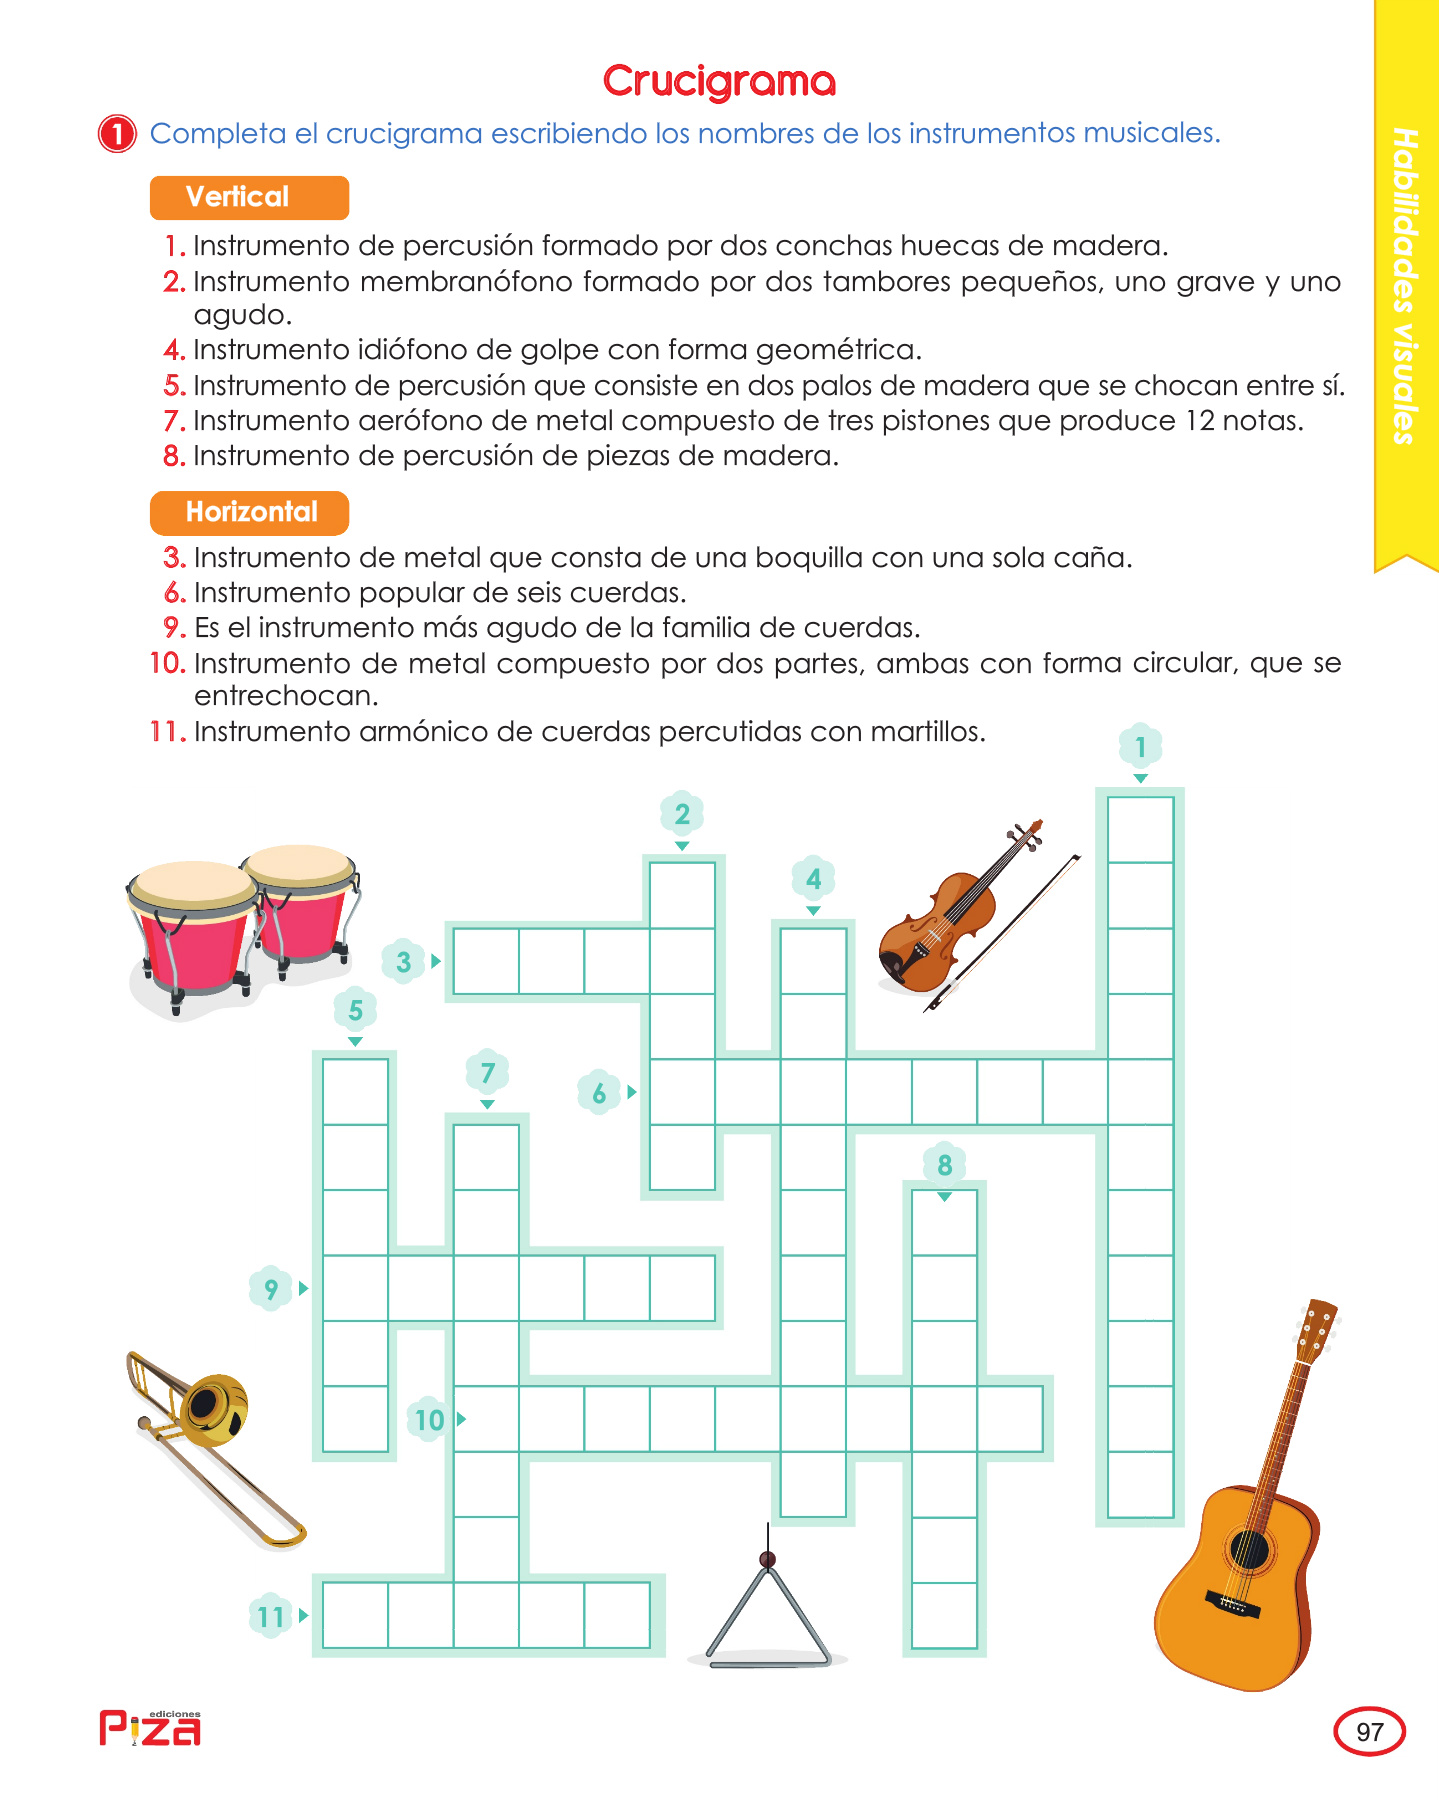 Crucigrama
1 Completa el crucigrama escribiendo los nombres de los instrumentos musicales.
Vertical
1. Instrumento de percusión formado por dos conchas huecas de madera.
2. Instrumento membranófono formado por dos tambores pequeños, uno grave y uno
agudo.
4. Instrumento idiófono de golpe con forma geométrica.
5. Instrumento de percusión que consiste en dos palos de madera que se chocan entre sí.
7. Instrumento aerófono de metal compuesto de tres pistones que produce 12 notas.
8. Instrumento de percusión de piezas de madera.
Horizontal
3. Instrumento de metal que consta de una boquilla con una sola caña.
6. Instrumento popular de seis cuerdas.
9. Es el instrumento más agudo de la familia de cuerdas.
10. Instrumento de metal compuesto por dos partes, ambas con forma circular, que se
entrechocan.
11. Instrumento armónico de cuerdas percutidas con martillos.
Habilidades visuales
1
2
4
3
5
7
6
8
9
10
11
ediciones
Piza
97